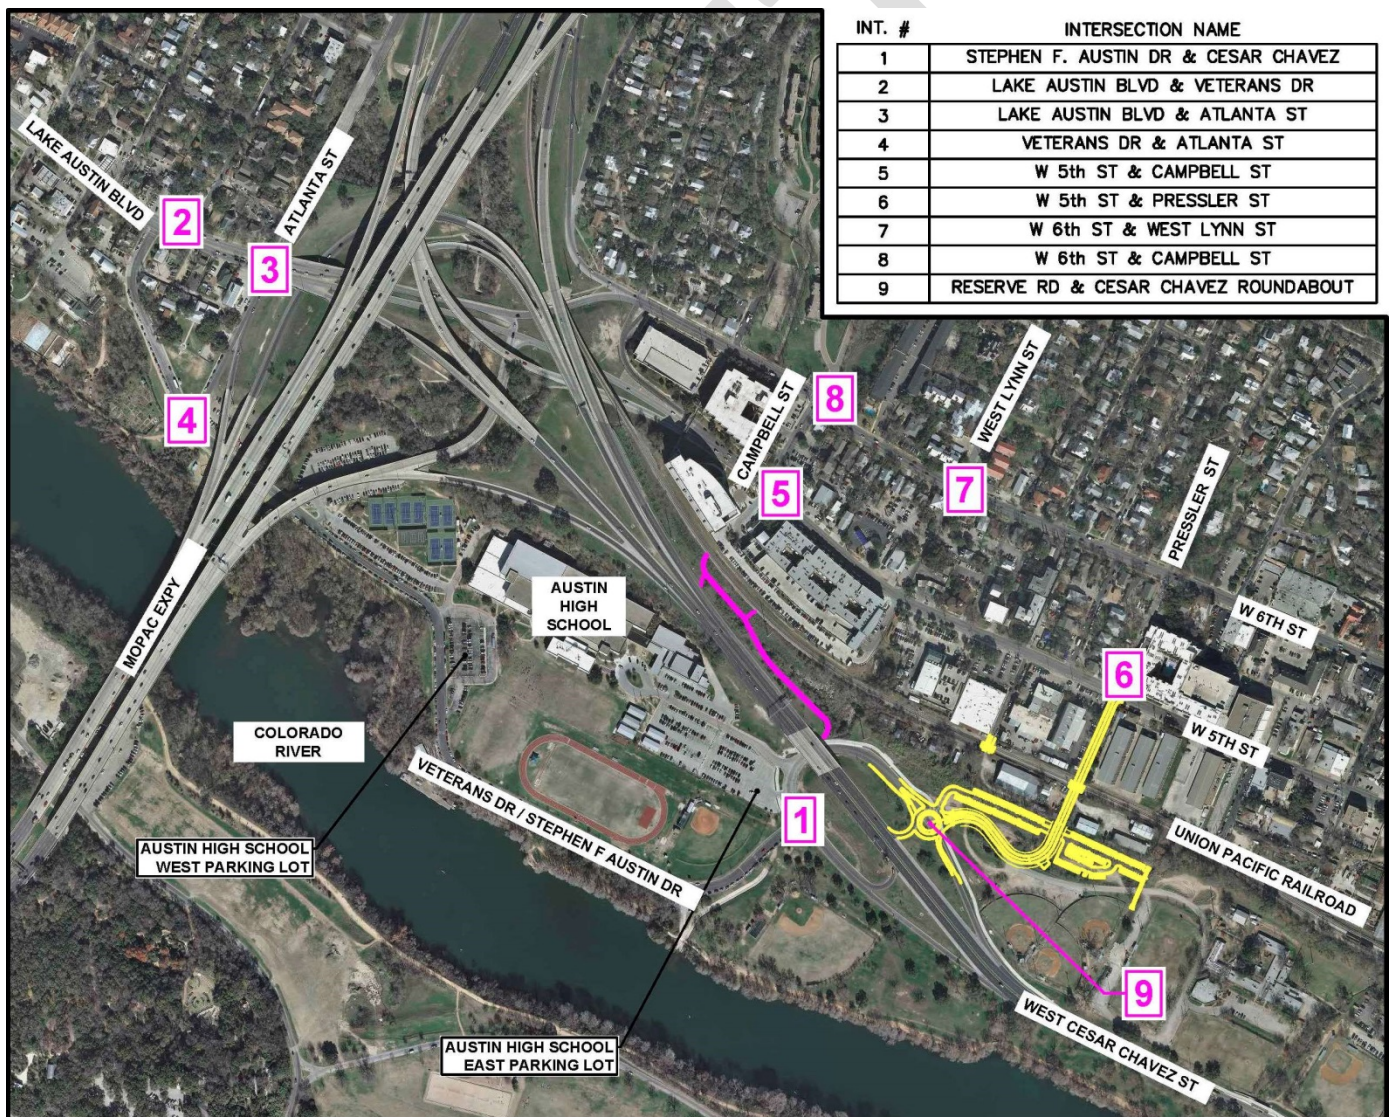 INT. # INTERSECTION NAME
1 STEPHEN F. AUSTIN DR & CESAR CHAVEZ
2 LAKE AUSTIN BLVD & VETERANS DR
3 LAKE AUSTIN BLVD & ATLANTA ST
4 VETERANS DR & ATLANTA ST
5 W 5th ST & CAMPBELL ST
6 W 5th ST & PRESSLER ST
7 W 6th ST & WEST LYNN ST
8 W 6th ST & CAMPBELL ST
9 RESERVE RD & CESAR CHAVEZ ROUNDABOUT
LAKE AUSTIN BLVD
ATLANTA ST
2
3
4
CAMPBELL ST
8
WEST LYNN ST
5
7
PRESSLER ST
MOPAC EXPY
AUSTIN
HIGH
SCHOOL
W 6TH ST
6
W 5TH ST
COLORADO
RIVER
VETERANS DR / STEPHEN F AUSTIN DR
1
UNION PACIFIC RAILROAD
AUSTIN HIGH SCHOOL
WEST PARKING LOT
9
WEST CESAR CHAVEZ ST
AUSTIN HIGH SCHOOL
EAST PARKING LOT